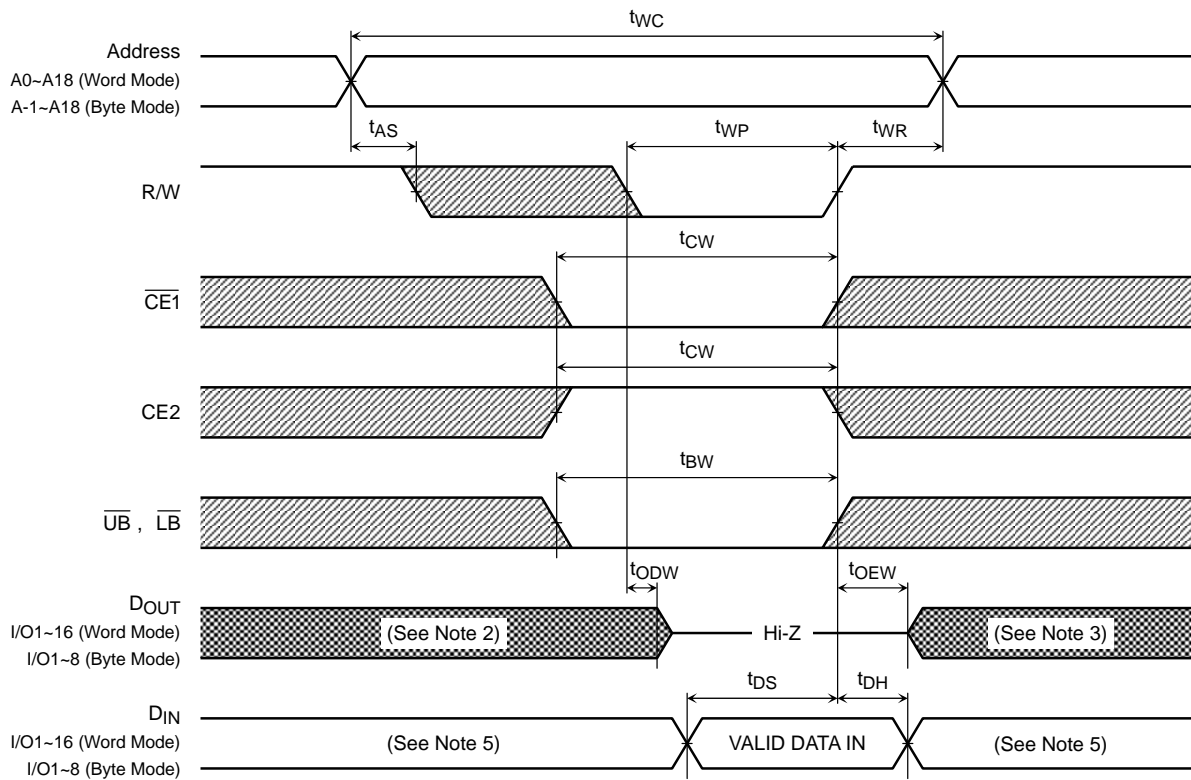 tWC
Address
A0~A18 (Word Mode)
A-1~A18 (Byte Mode)
tAS
tWP
tWR
R/W
tCW
CE1
tCW
CE2
tBW
UB , LB
tODW
tOEW
DOUT
I/O1~16 (Word Mode)
I/O1~8 (Byte Mode)
(See Note 2)
Hi-Z
(See Note 3)
tDS
tDH
DIN
I/O1~16 (Word Mode)
I/O1~8 (Byte Mode)
(See Note 5)
VALID DATA IN
(See Note 5)